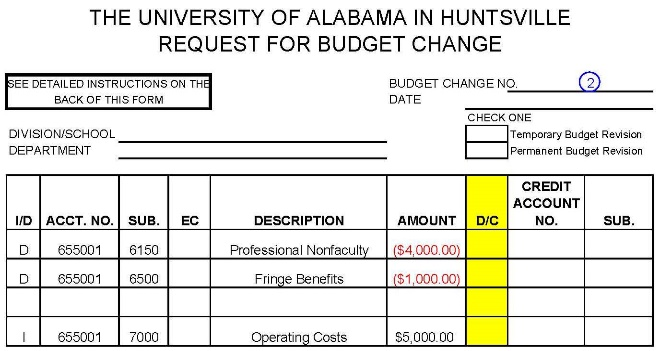 THE UNIVERSITY OF ALABAMA IN HUNTSVILLE
REQUEST FOR BUDGET CHANGE
SEE DETAILED INSTRUCTIONS ON THE
BACK OF THIS FORM
BUDGET CHANGE NO. 2
DATE
CHECK ONE
Temporary Budget Revision
Permanent Budget Revision
DIVISION/SCHOOL
DEPARTMENT
I/D ACCT. NO. SUB. EC DESCRIPTION AMOUNT D/C CREDIT ACCOUNT NO. SUB.
D 655001 6150 Professional Nonfaculty ($4,000.00)
D 655001 6500 Fringe Benefits ($1,000.00)
I 655001 7000 Operating Costs $5,000.00